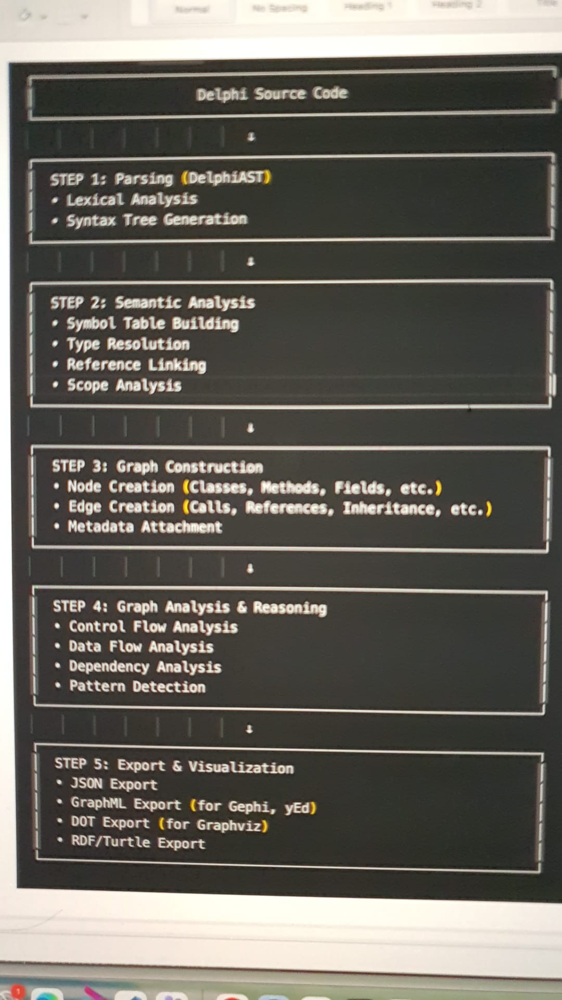 Normal
No Spacing
Heading 1
Heading 2
Title
Delphi Source Code
↓
STEP 1: Parsing (DelphiAST)
• Lexical Analysis
• Syntax Tree Generation
↓
STEP 2: Semantic Analysis
• Symbol Table Building
• Type Resolution
• Reference Linking
• Scope Analysis
↓
STEP 3: Graph Construction
• Node Creation (Classes, Methods, Fields, etc.)
• Edge Creation (Calls, References, Inheritance, etc.)
• Metadata Attachment
↓
STEP 4: Graph Analysis & Reasoning
• Control Flow Analysis
• Data Flow Analysis
• Dependency Analysis
• Pattern Detection
↓
STEP 5: Export & Visualization
• JSON Export
• GraphML Export (for Gephi, yEd)
• DOT Export (for Graphviz)
• RDF/Turtle Export
1